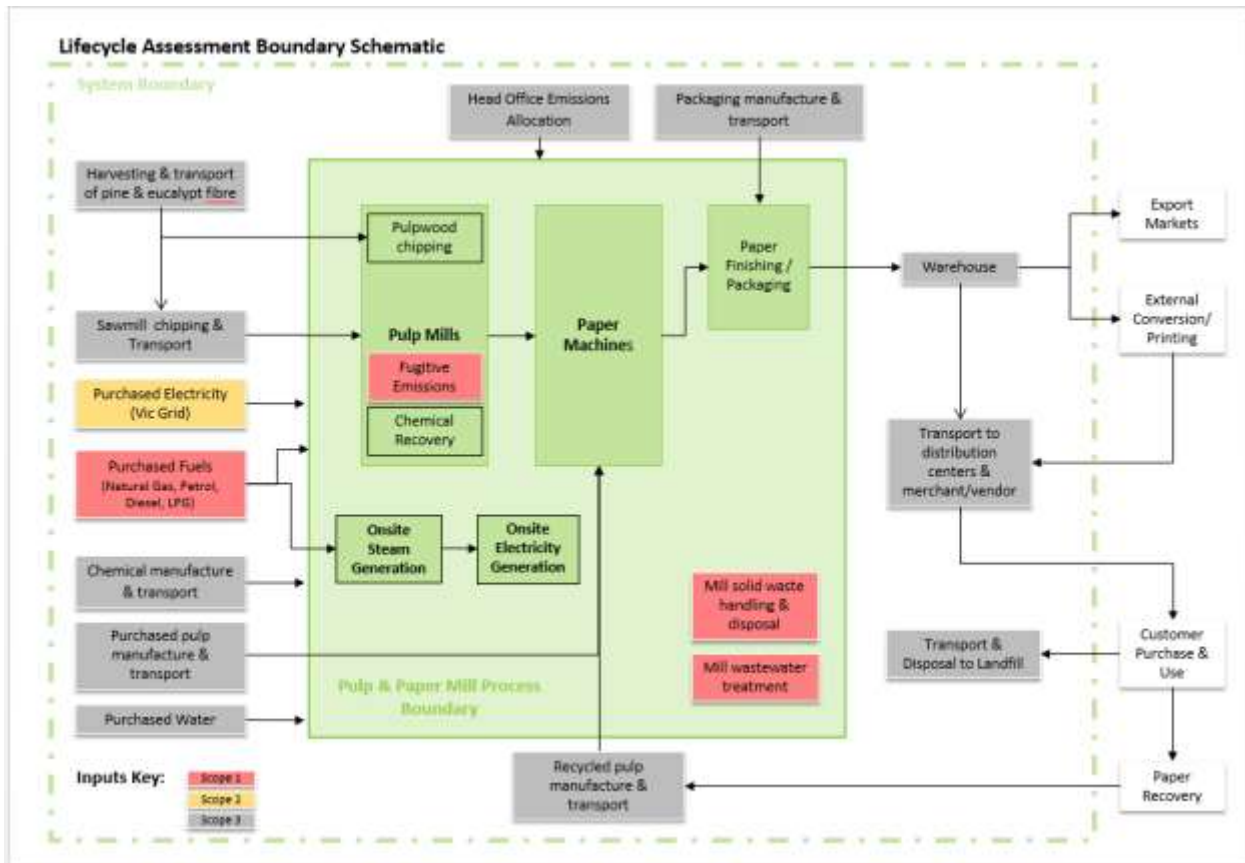 Lifecycle Assessment Boundary Schematic
System Boundary
Head Office Emissions
Allocation
Packaging manufacture &
transport
Harvesting & transport
of pine & eucalypt fibre
Pulpwood
chipping
Paper
Finishing /
Packaging
Export
Markets
Warehouse
Sawmill chipping &
Transport
Pulp Mills
Paper
Machines
External
Conversion/
Printing
Fugitive
Emissions
Purchased Electricity
(Vic Grid)
Chemical
Recovery
Purchased Fuels
(Natural Gas, Petrol,
Diesel, LPG)
Transport to
distribution
centers &
merchant/vendor
Onsite
Steam
Generation
Onsite
Electricity
Generation
Chemical manufacture
& transport
Mill solid waste
handling &
disposal
Purchased pulp
manufacture &
transport
Transport &
Disposal to Landfill
Customer
Purchase &
Use
Mill wastewater
treatment
Pulp & Paper Mill Process
Boundary
Purchased Water
Inputs Key:
Scope 1
Scope 2
Scope 3
Recycled pulp
manufacture &
transport
Paper
Recovery